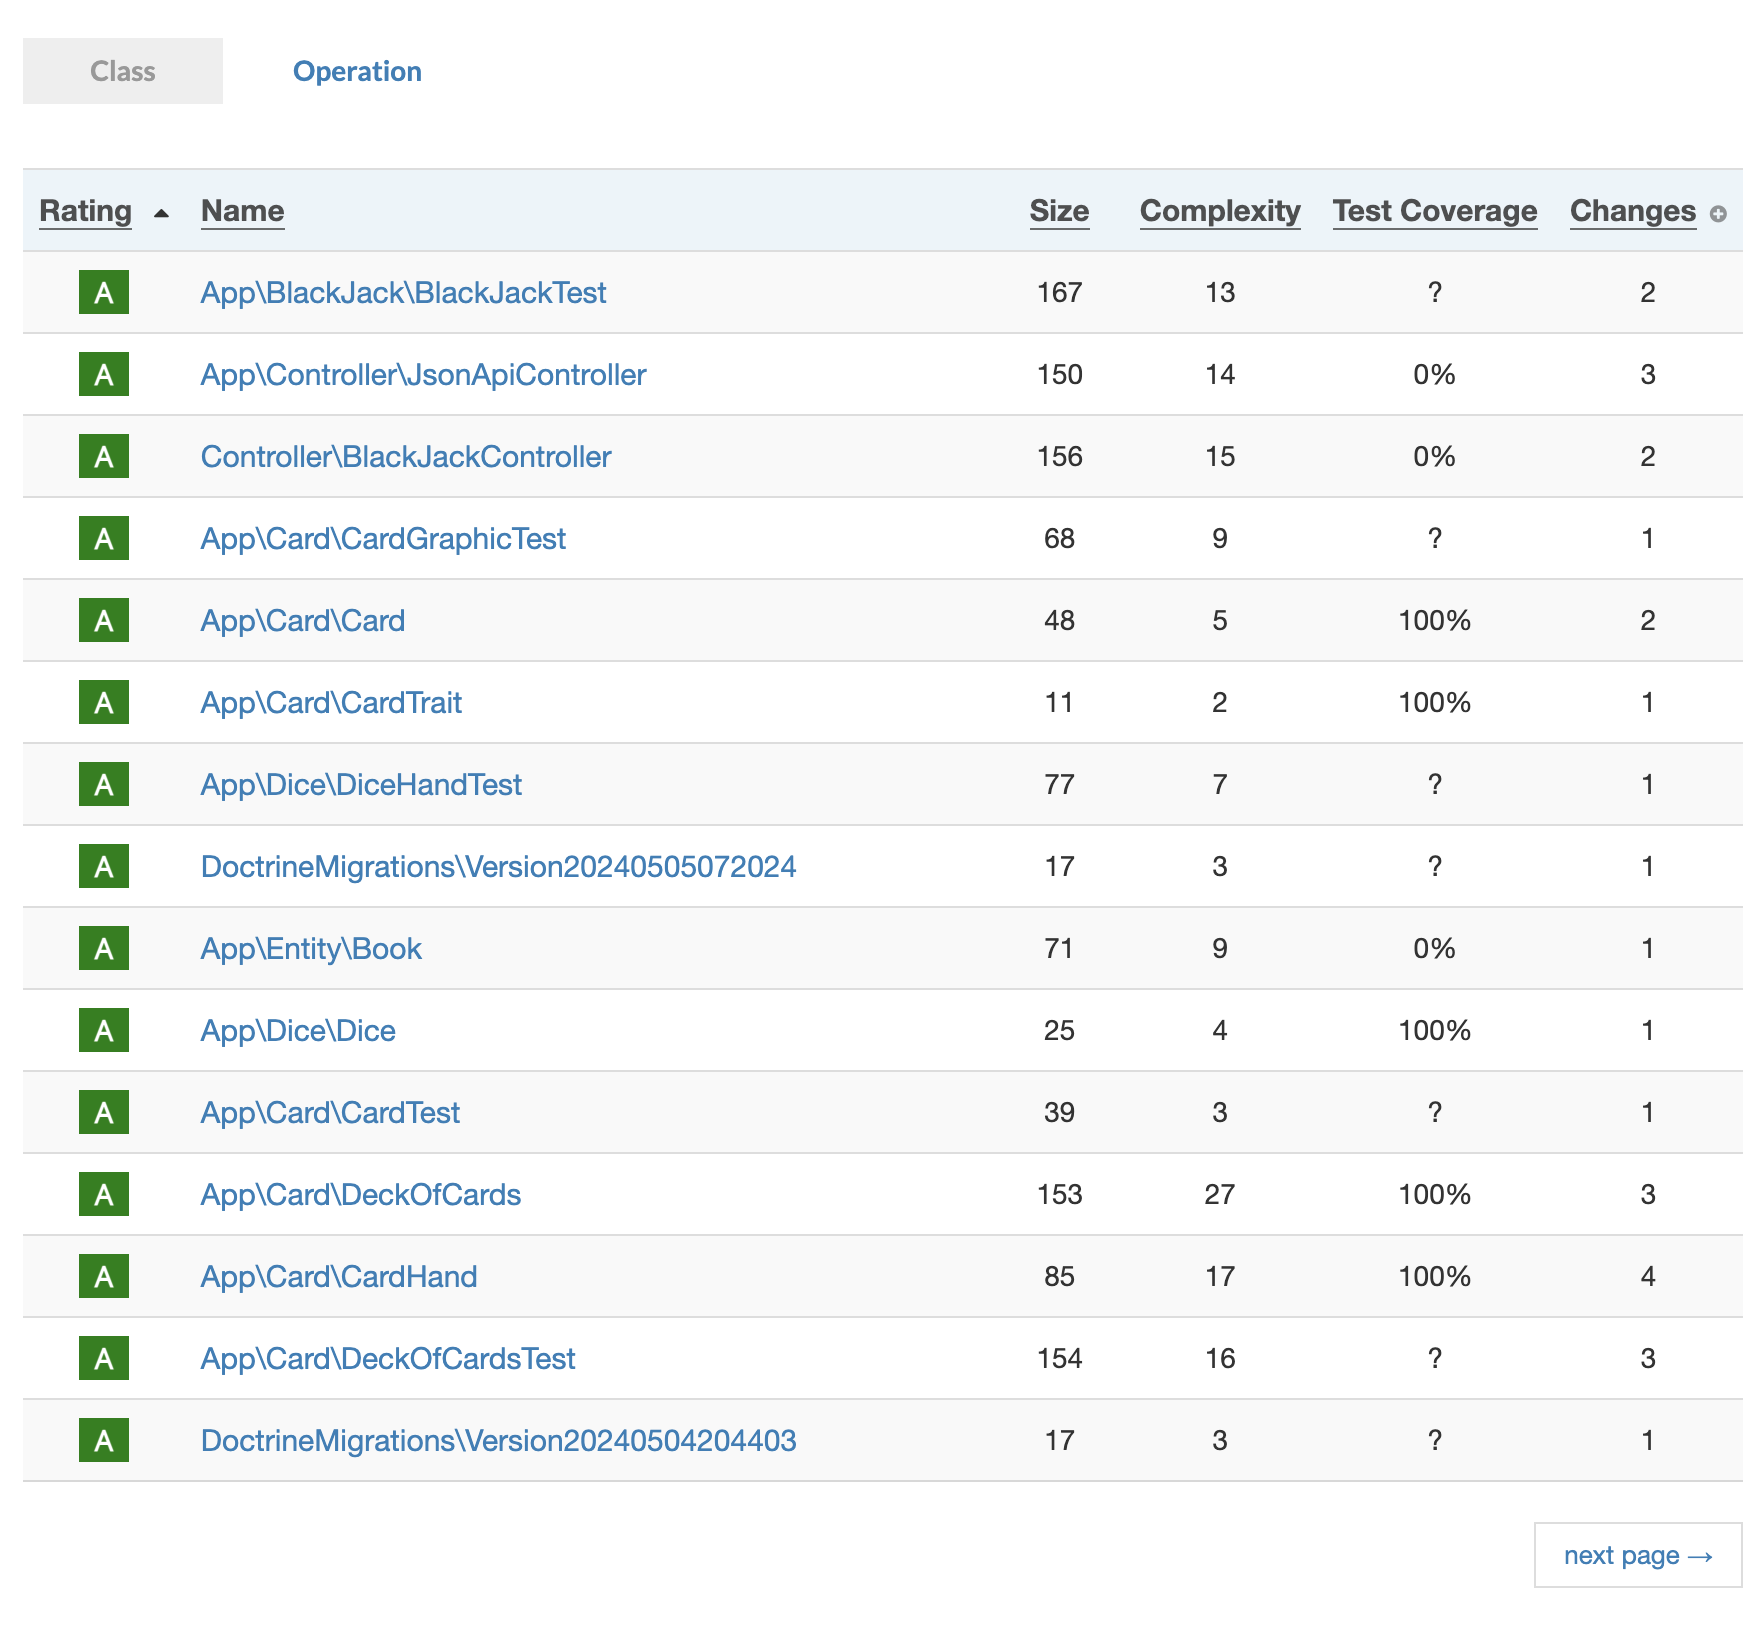 Class Operation
Rating Name Size Complexity Test Coverage Changes
A App\BlackJack\BlackJackTest 167 13 ? 2
A App\Controller\JsonApiController 150 14 0% 3
A Controller\BlackJackController 156 15 0% 2
A App\Card\CardGraphicTest 68 9 ? 1
A App\Card\Card 48 5 100% 2
A App\Card\CardTrait 11 2 100% 1
A App\Dice\DiceHandTest 77 7 ? 1
A DoctrineMigrations\Version20240505072024 17 3 ? 1
A App\Entity\Book 71 9 0% 1
A App\Dice\Dice 25 4 100% 1
A App\Card\CardTest 39 3 ? 1
A App\Card\DeckOfCards 153 27 100% 3
A App\Card\CardHand 85 17 100% 4
A App\Card\DeckOfCardsTest 154 16 ? 3
A DoctrineMigrations\Version20240504204403 17 3 ? 1
next page →